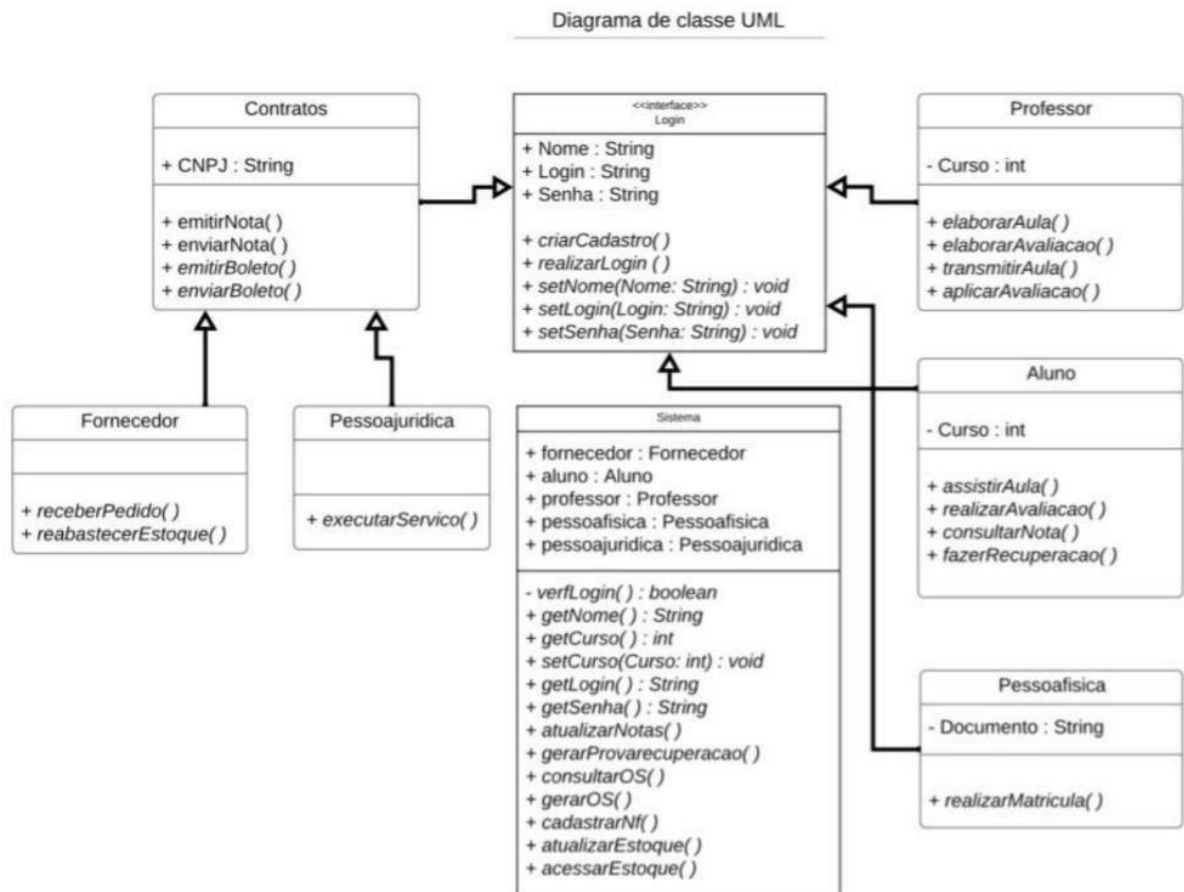 Diagrama de classe UML
Contratos
+ CNPJ : String
+ emitirNota( )
+ enviarNota( )
+ emitirBoleto( )
+ enviarBoleto( )
<<interface>>
Login
+ Nome : String
+ Login : String
+ Senha : String
+ criarCadastro( )
+ realizarLogin ( )
+ setNome(Nome: String) : void
+ setLogin(Login: String) : void
+ setSenha(Senha: String) : void
Professor
- Curso : int
+ elaborarAula( )
+ elaborarAvaliacao( )
+ transmitirAula( )
+ aplicarAvaliacao( )
Fornecedor
+ receberPedido( )
+ reabastecerEstoque( )
Pessoajuridica
+ executarServico( )
Sistema
+ fornecedor : Fornecedor
+ aluno : Aluno
+ professor : Professor
+ pessoafisica : Pessoafisica
+ pessoajuridica : Pessoajuridica
- verfLogin( ) : boolean
+ getNome( ) : String
+ getCurso( ) : int
+ setCurso(Curso: int) : void
+ getLogin( ) : String
+ getSenha( ) : String
+ atualizarNotas( )
+ gerarProvarecuperacao( )
+ consultarOS( )
+ gerarOS( )
+ cadastrarNf( )
+ atualizarEstoque( )
+ acessarEstoque( )
Aluno
- Curso : int
+ assistirAula( )
+ realizarAvaliacao( )
+ consultarNota( )
+ fazerRecuperacao( )
Pessoafisica
- Documento : String
+ realizarMatricula( )